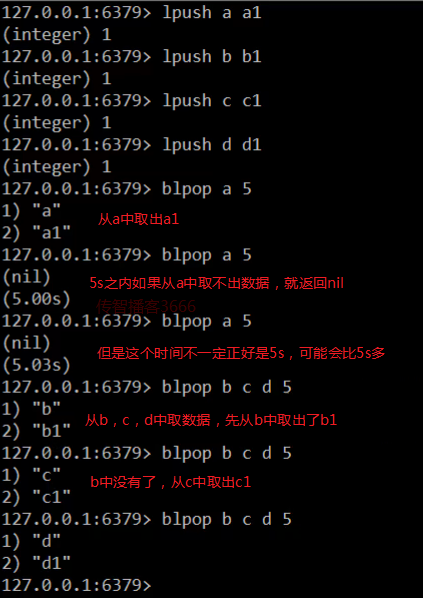 127.0.0.1:6379> lpush a a1
(integer) 1
127.0.0.1:6379> lpush b b1
(integer) 1
127.0.0.1:6379> lpush c c1
(integer) 1
127.0.0.1:6379> lpush d d1
(integer) 1
127.0.0.1:6379> blpop a 5
1) "a"
从a中取出a1
2) "a1"
127.0.0.1:6379> blpop a 5
(nil)
5s之内如果从a中取不出数据，就返回nil
(5.00s)
传智播客3666
127.0.0.1:6379> blpop a 5
(nil)
但是这个时间不一定正好是5s，可能会比5s多
(5.03s)
127.0.0.1:6379> blpop b c d 5
1) "b"
从b，c，d中取数据，先从b中取出了b1
2) "b1"
127.0.0.1:6379> blpop b c d 5
1) "c"
b中没有了，从c中取出c1
2) "c1"
127.0.0.1:6379> blpop b c d 5
1) "d"
2) "d1"
127.0.0.1:6379>